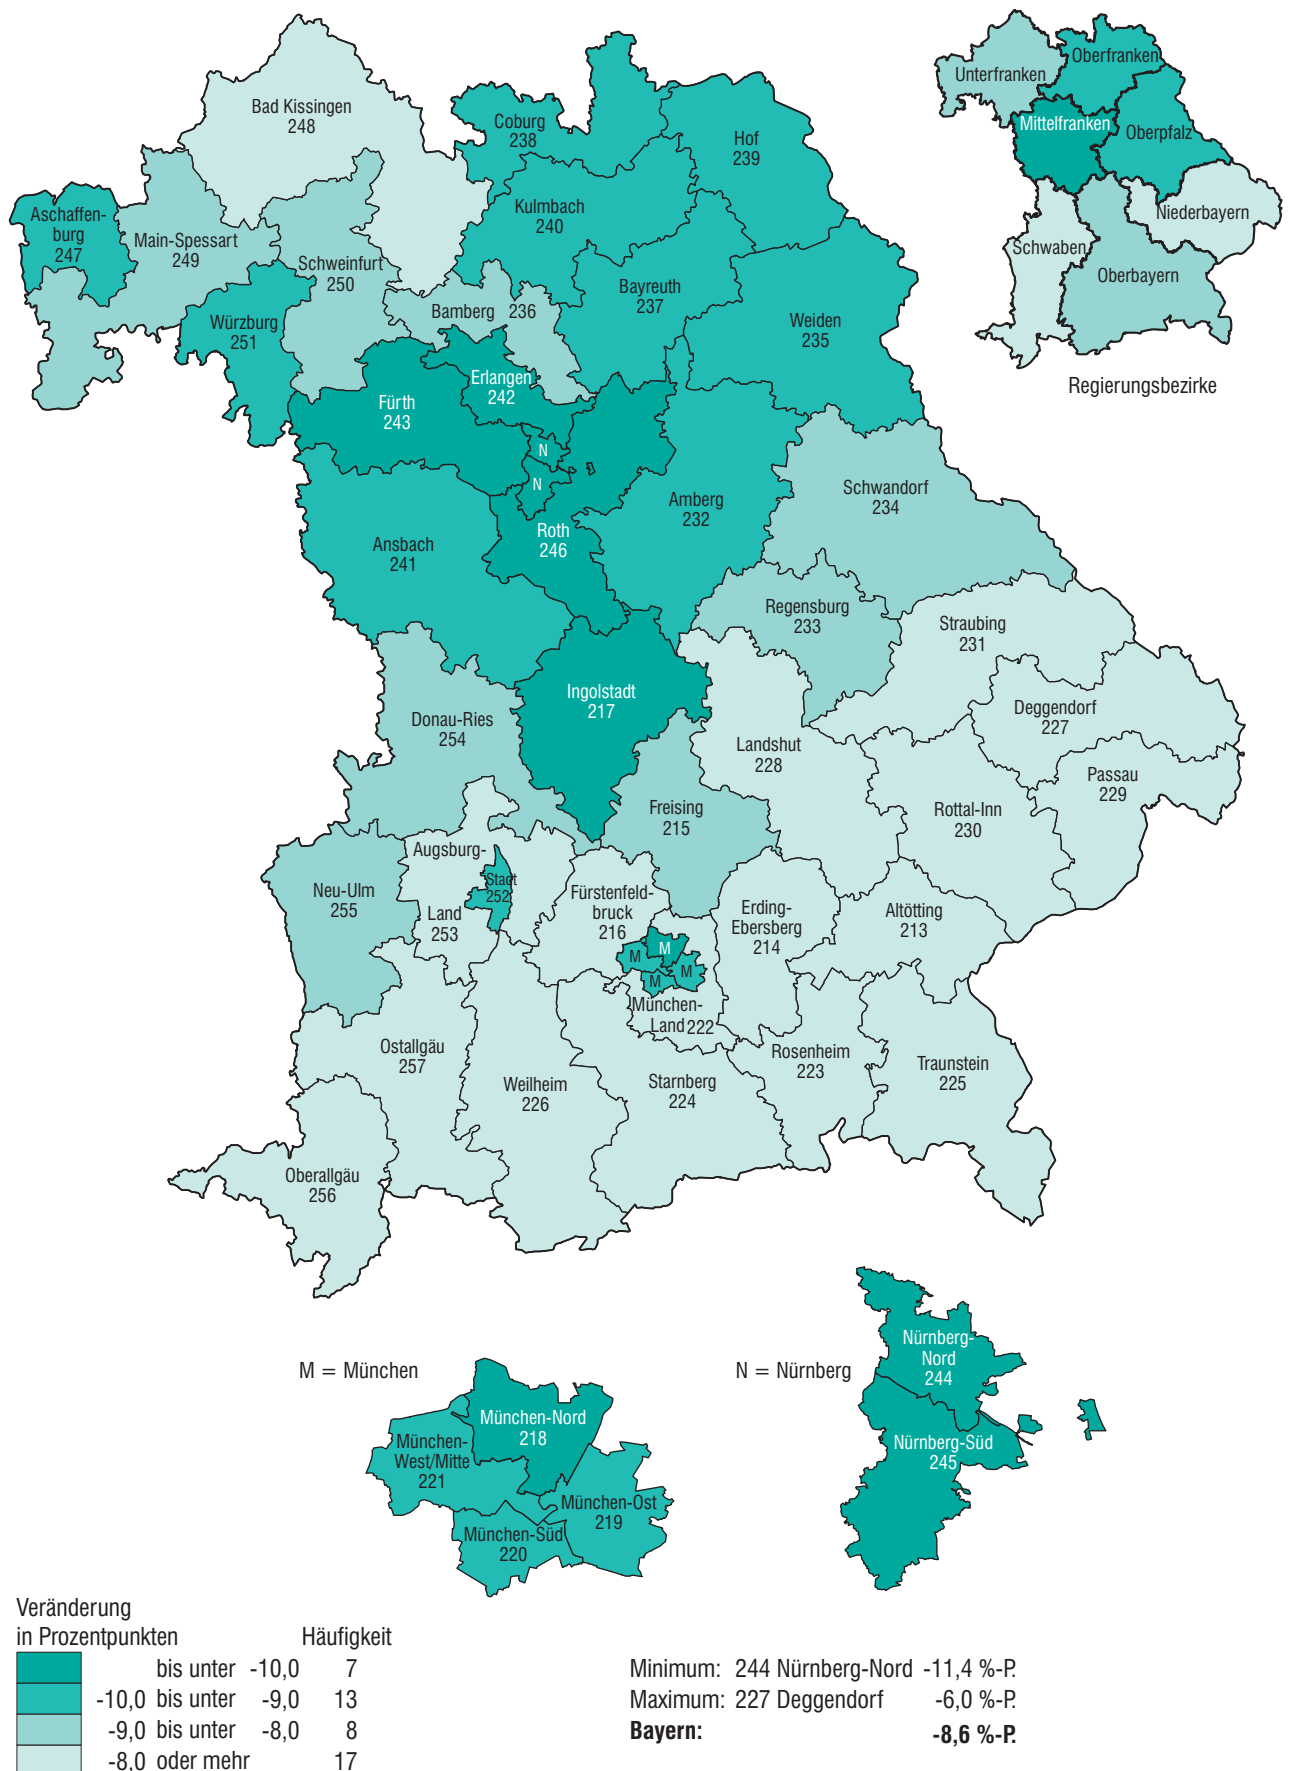 Bad Kissingen
248
Coburg
238
Hof
239
Aschaffen-
burg
247
Main-Spessart
249
Schweinfurt
250
Kulmbach
240
Würzburg
251
Bamberg 236
Bayreuth
237
Weiden
235
Erlangen
242
Fürth
243
N
N
Amberg
232
Schwandorf
234
Ansbach
241
Roth
246
Regensburg
233
Straubing
231
Ingolstadt
217
Donau-Ries
254
Deggendorf
227
Landshut
228
Passau
229
Freising
215
Rottal-Inn
230
Augsburg-
Stadt
252
Land
253
Neu-Ulm
255
Fürstenfeld-
bruck
216
Erding-
Ebersberg
214
Altötting
213
M
M
M
M
München-
Land 222
Ostallgäu
257
Weilheim
226
Starnberg
224
Rosenheim
223
Traunstein
225
Oberallgäu
256
Unterfranken
Oberfranken
Mittelfranken
Oberpfalz
Niederbayern
Schwaben
Oberbayern
Regierungsbezirke
M = München
München-Nord
218
München-
West/Mitte
221
München-Ost
219
München-Süd
220
N = Nürnberg
Nürnberg-
Nord
244
Nürnberg-Süd
245
Veränderung
in Prozentpunkten Häufigkeit
bis unter -10,0 7
-10,0 bis unter -9,0 13
-9,0 bis unter -8,0 8
-8,0 oder mehr 17
Minimum: 244 Nürnberg-Nord -11,4 %-P.
Maximum: 227 Deggendorf -6,0 %-P.
Bayern: -8,6 %-P.